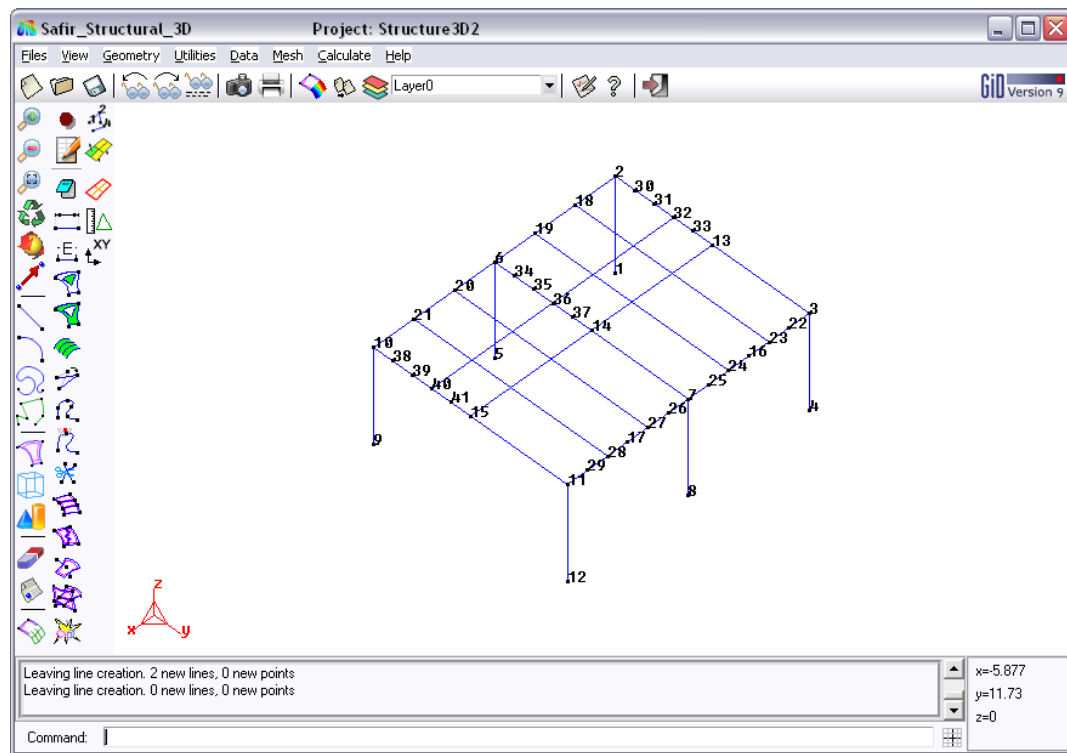 Safir_Structural_3D Project: Structure3D2
Files View Geometry Utilities Data Mesh Calculate Help
Layer0
GiD Version 9
2
E
XY
2
30
31
18
32
33
19
13
6
34
1
35
20
36
3
21
37
22
14
10
23
5
16
38
24
39
25
7
40
4
41
26
15
27
17
9
28
29
11
8
12
z
x
y
Leaving line creation. 2 new lines, 0 new points
Leaving line creation. 0 new lines, 0 new points
x=-5.877
y=11.73
z=0
Command: